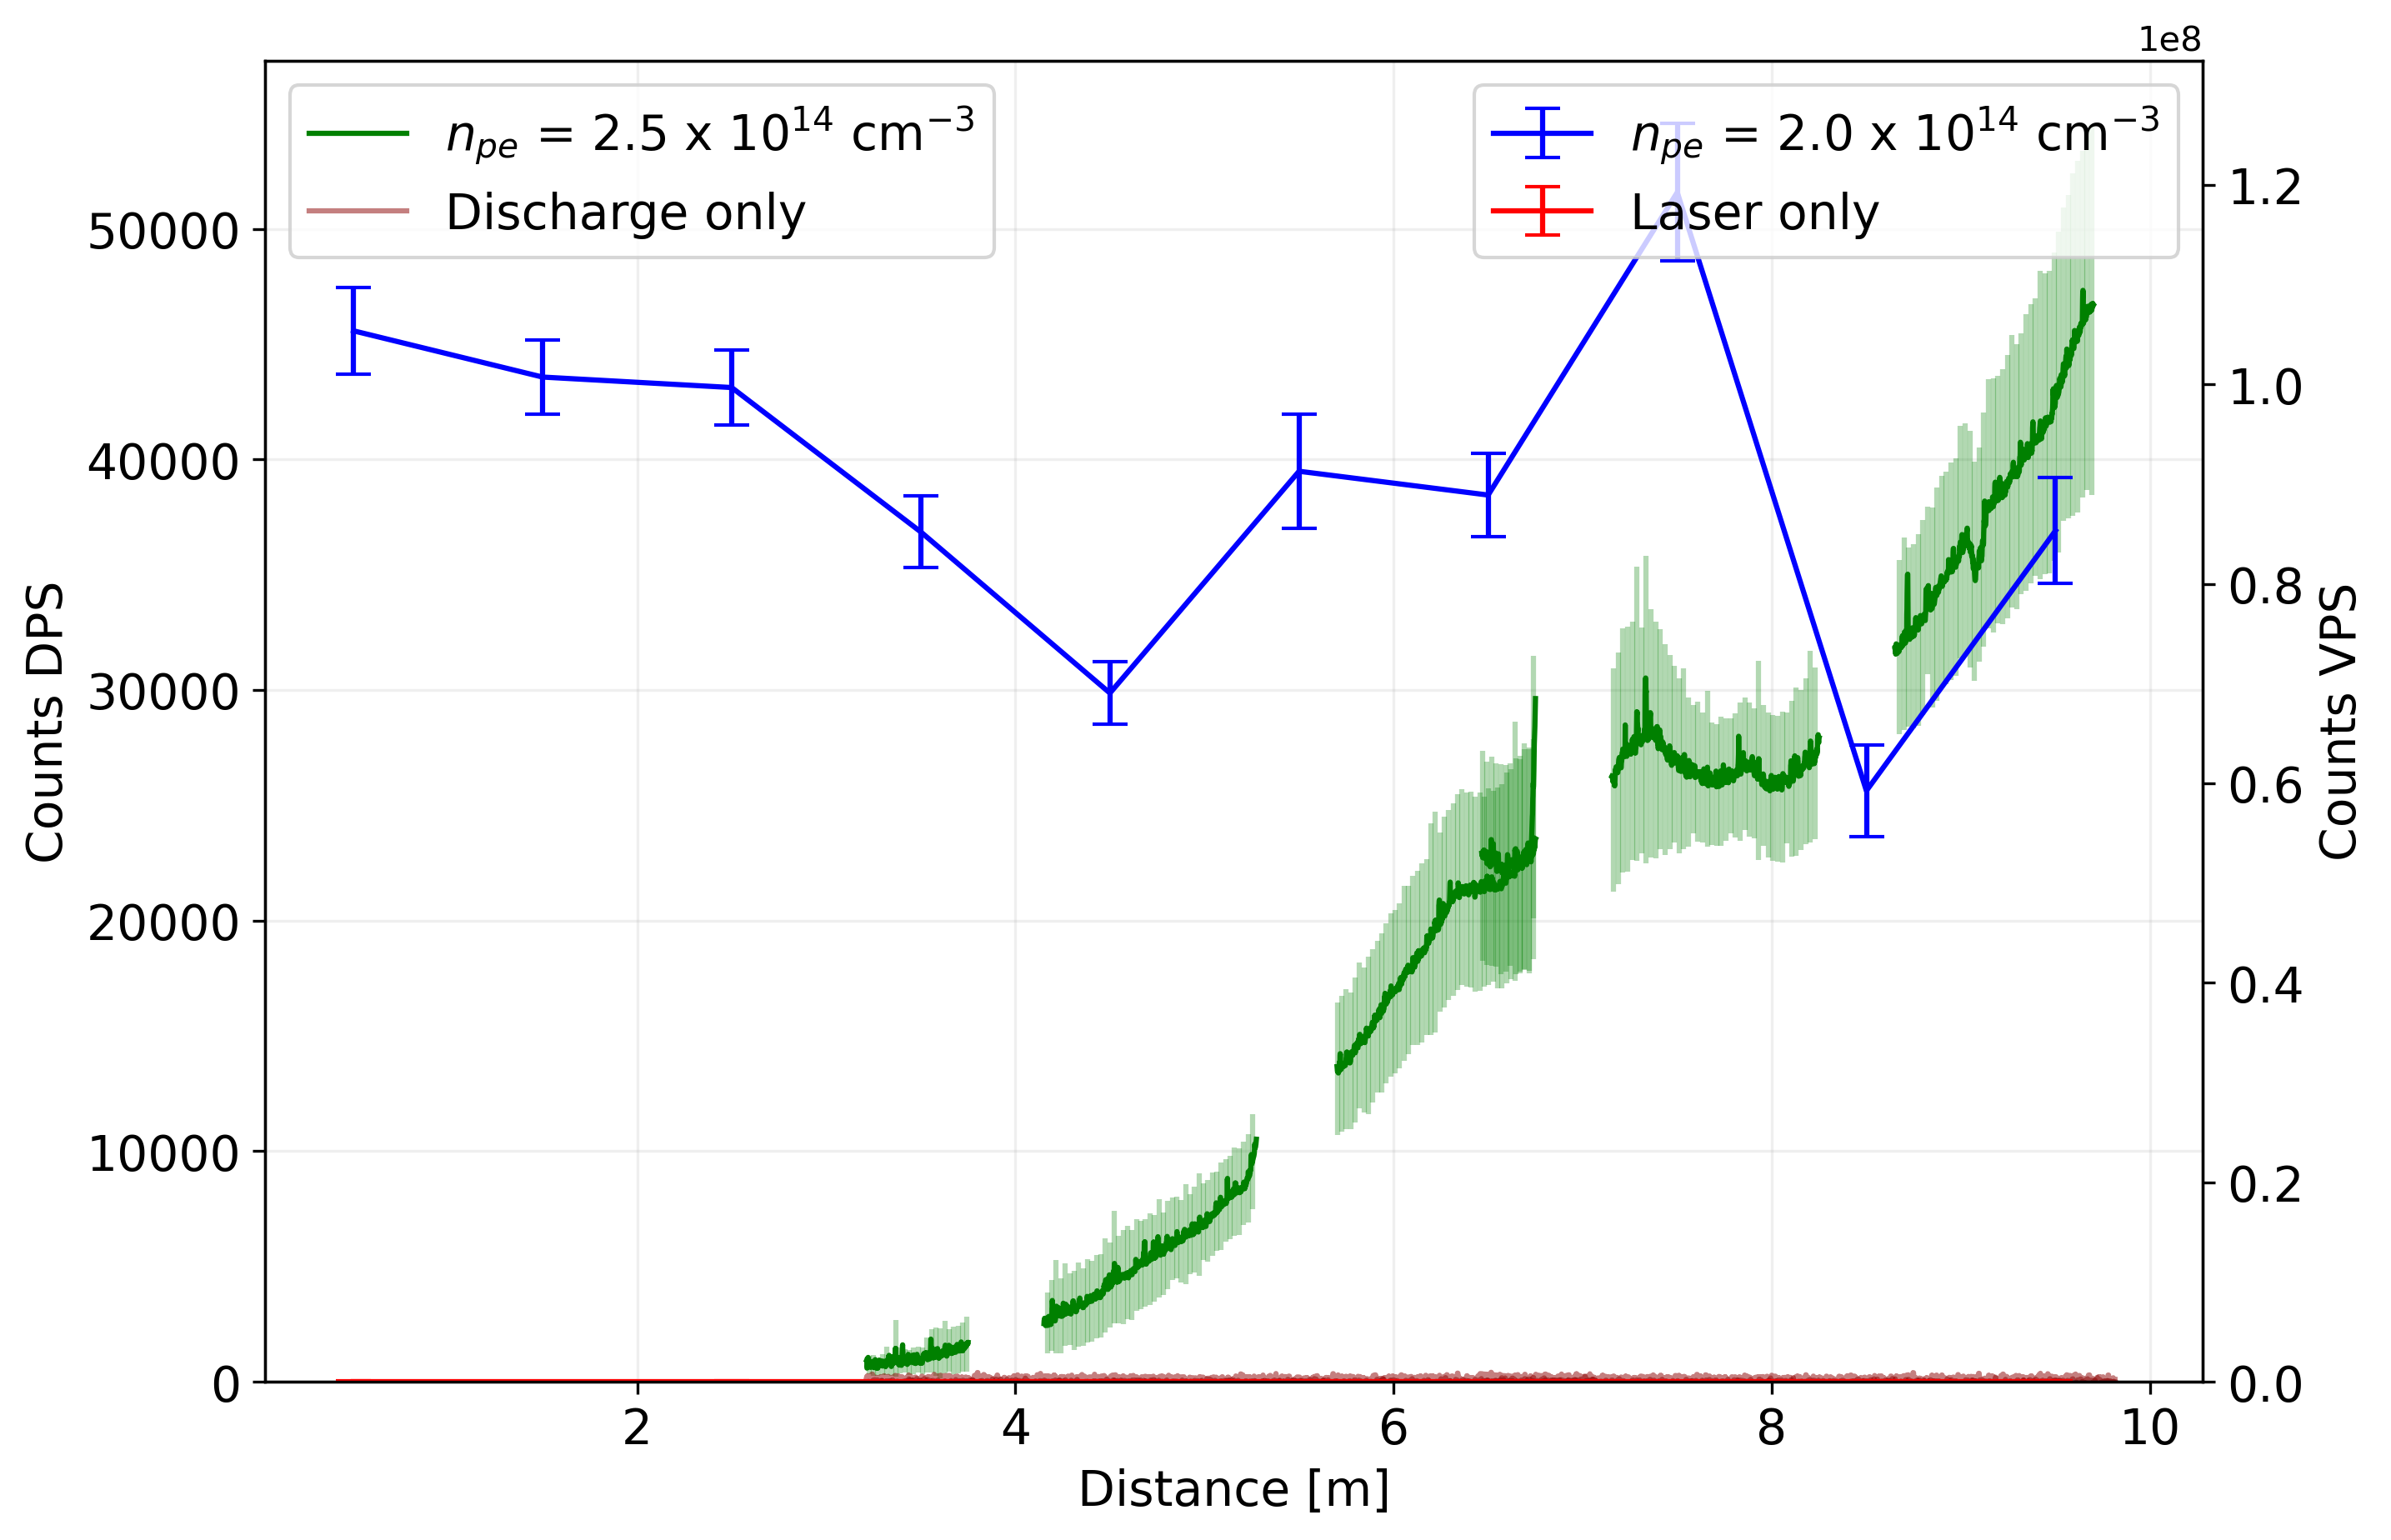 1e8
n_pe = 2.5 x 10^14 cm^−3
Discharge only
n_pe = 2.0 x 10^14 cm^−3
Laser only
50000
40000
30000
20000
10000
0
Counts DPS
1.2
1.0
0.8
0.6
0.4
0.2
0.0
Counts VPS
2 4 6 8 10
Distance [m]